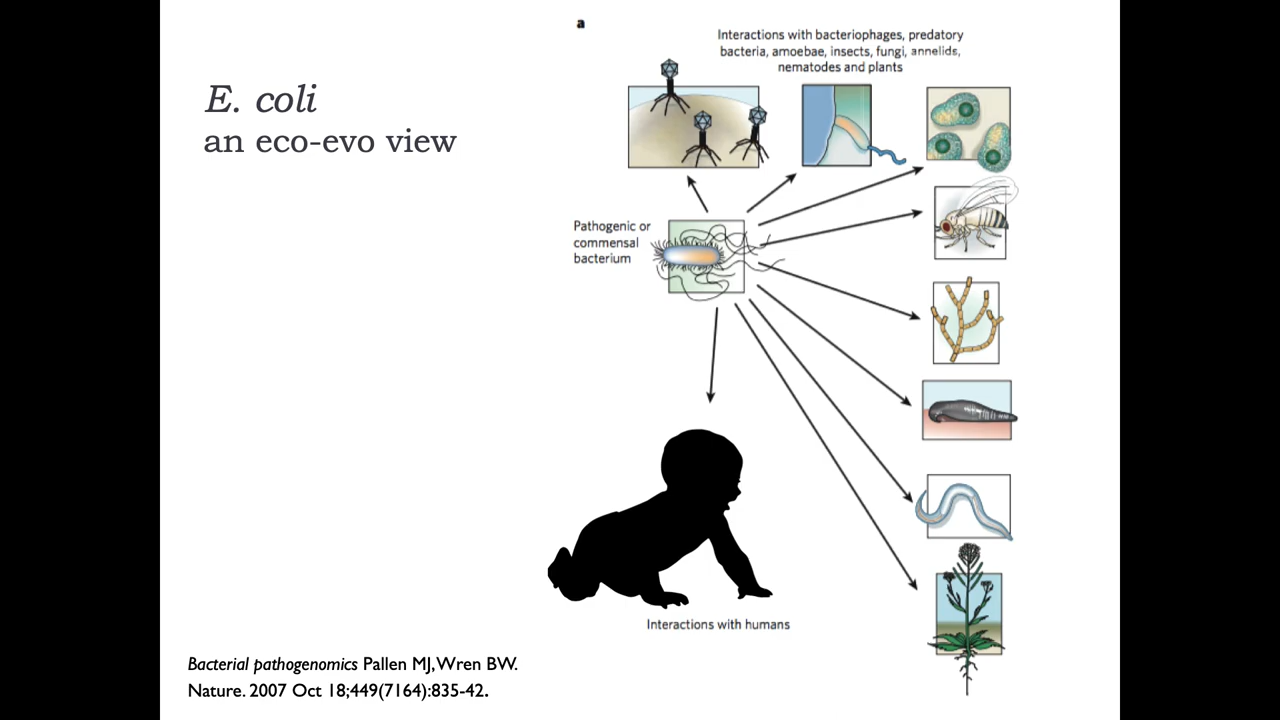 E. coli
an eco-evo view
a
Interactions with bacteriophages, predatory
bacteria, amoebae, insects, fungi, annelids,
nematodes and plants
Pathogenic or
commensal
bacterium
Interactions with humans
Bacterial pathogenomics Pallen MJ, Wren BW.
Nature. 2007 Oct 18;449(7164):835-42.